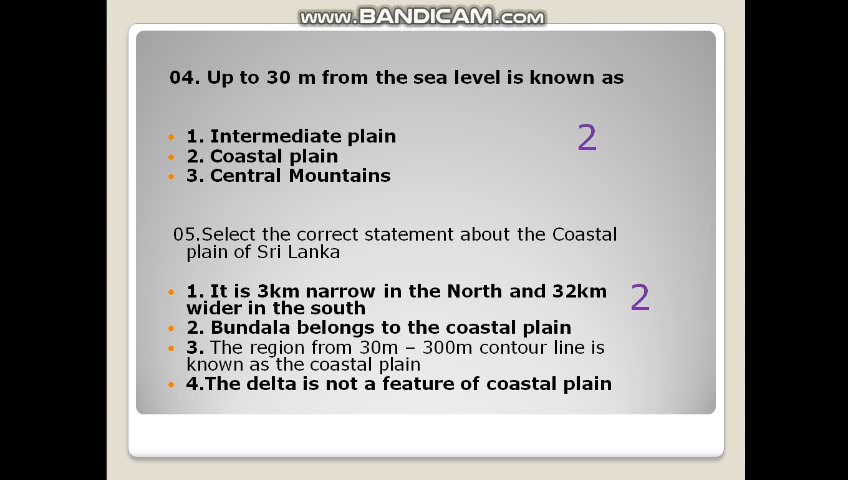 www.BANDICAM.com
04. Up to 30 m from the sea level is known as
1. Intermediate plain
2
2. Coastal plain
3. Central Mountains
05.Select the correct statement about the Coastal
plain of Sri Lanka
1. It is 3km narrow in the North and 32km
wider in the south
2
2. Bundala belongs to the coastal plain
3. The region from 30m – 300m contour line is
known as the coastal plain
4.The delta is not a feature of coastal plain